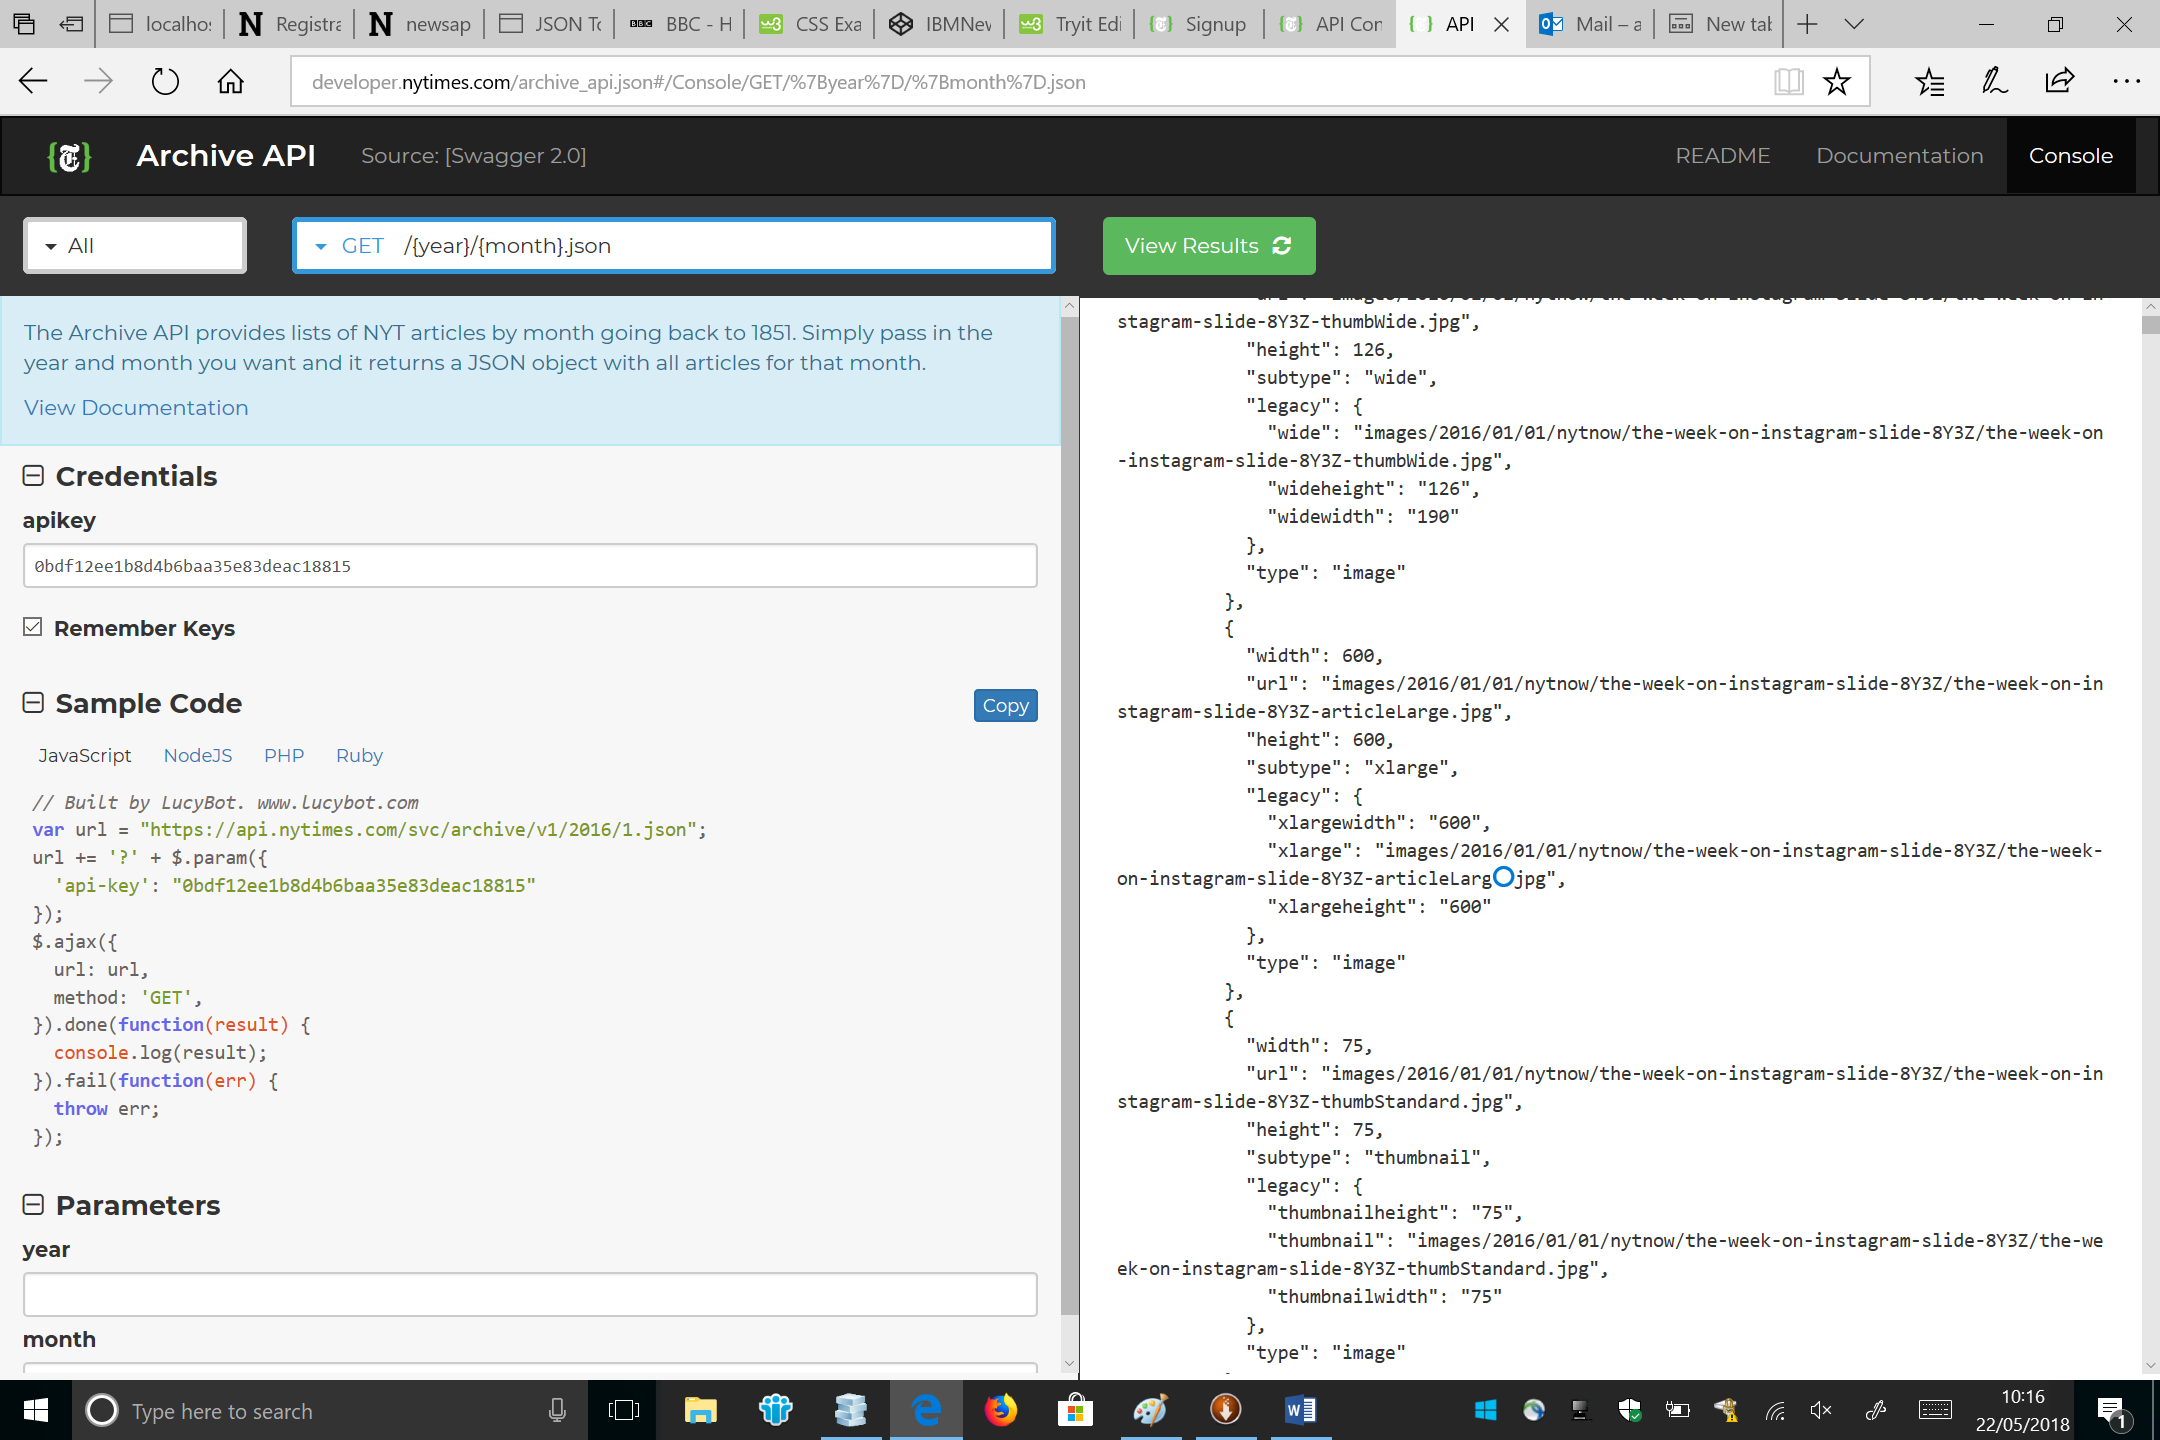 localhos
Registra
newsap
JSON To
BBC - H
CSS Exa
IBMNev
Tryit Edi
Signup
API Con
API
Mail – a
New tab
developer.nytimes.com/archive_api.json#/Console/GET/%7Byear%7D/%7Bmonth%7D.json
Archive API
Source: [Swagger 2.0]
README
Documentation
Console
All
GET /{year}/{month}.json
View Results
The Archive API provides lists of NYT articles by month going back to 1851. Simply pass in the
year and month you want and it returns a JSON object with all articles for that month.
View Documentation
Credentials
apikey
0bdf12ee1b8d4b6baa35e83deac18815
Remember Keys
Sample Code
Copy
JavaScript NodeJS PHP Ruby
// Built by LucyBot. www.lucybot.com
var url = "https://api.nytimes.com/svc/archive/v1/2016/1.json";
url += '?' + $.param({
'api-key': "0bdf12ee1b8d4b6baa35e83deac18815"
});
$.ajax({
url: url,
method: 'GET',
}).done(function(result) {
console.log(result);
}).fail(function(err) {
throw err;
});
Parameters
year
month
stagram-slide-8Y3Z-thumbWide.jpg",
"height": 126,
"subtype": "wide",
"legacy": {
"wide": "images/2016/01/01/nytnow/the-week-on-instagram-slide-8Y3Z/the-week-on
-instagram-slide-8Y3Z-thumbWide.jpg",
"wideheight": "126",
"widewidth": "190"
},
"type": "image"
},
{
"width": 600,
"url": "images/2016/01/01/nytnow/the-week-on-instagram-slide-8Y3Z/the-week-on-in
stagram-slide-8Y3Z-articleLarge.jpg",
"height": 600,
"subtype": "xlarge",
"legacy": {
"xlargewidth": "600",
"xlarge": "images/2016/01/01/nytnow/the-week-on-instagram-slide-8Y3Z/the-week-
on-instagram-slide-8Y3Z-articleLarg jpg",
"xlargeheight": "600"
},
"type": "image"
},
{
"width": 75,
"url": "images/2016/01/01/nytnow/the-week-on-instagram-slide-8Y3Z/the-week-on-in
stagram-slide-8Y3Z-thumbStandard.jpg",
"height": 75,
"subtype": "thumbnail",
"legacy": {
"thumbnailheight": "75",
"thumbnail": "images/2016/01/01/nytnow/the-week-on-instagram-slide-8Y3Z/the-we
ek-on-instagram-slide-8Y3Z-thumbStandard.jpg",
"thumbnailwidth": "75"
},
"type": "image"
Type here to search
10:16
22/05/2018
1